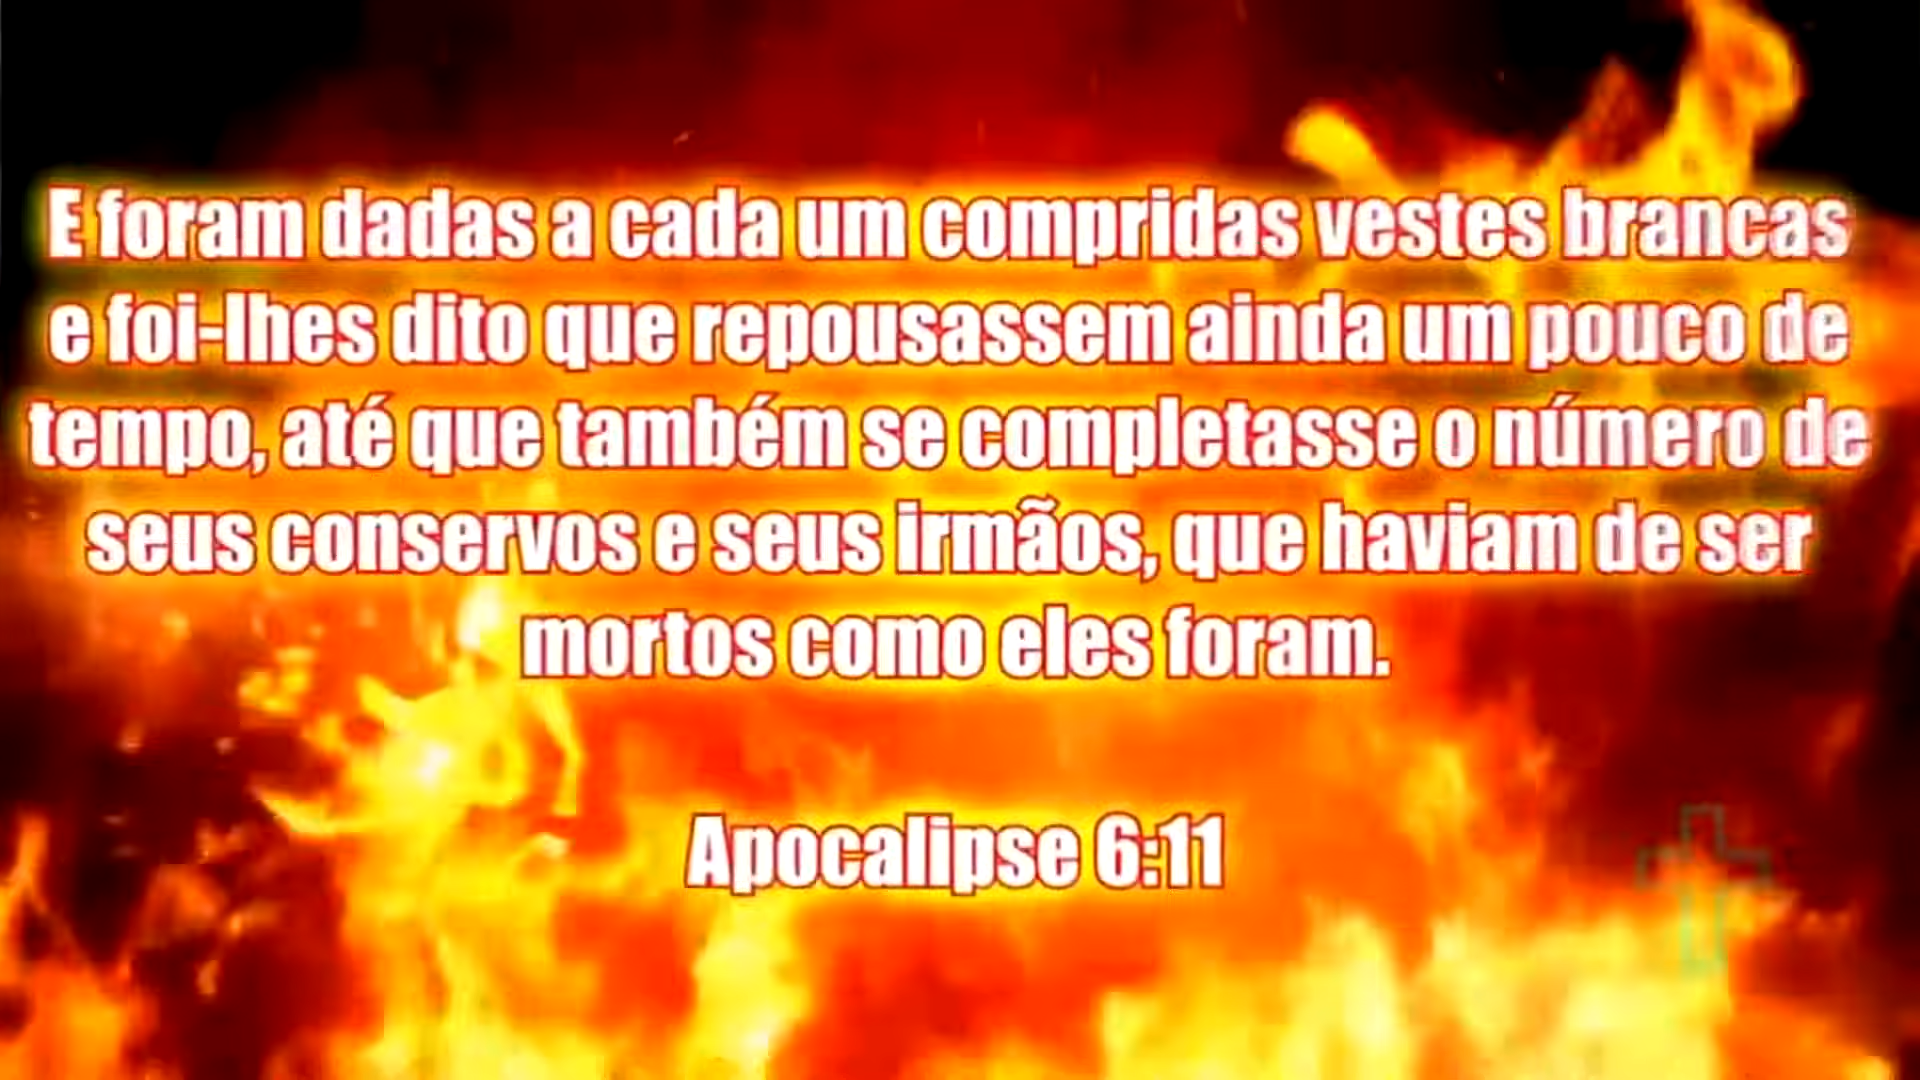 E foram dadas a cada um compridas vestes brancas
e foi-lhes dito que repousassem ainda um pouco de
tempo, até que também se completasse o número de
seus conservos e seus irmãos, que haviam de ser
mortos como eles foram.
Apocalipse 6:11